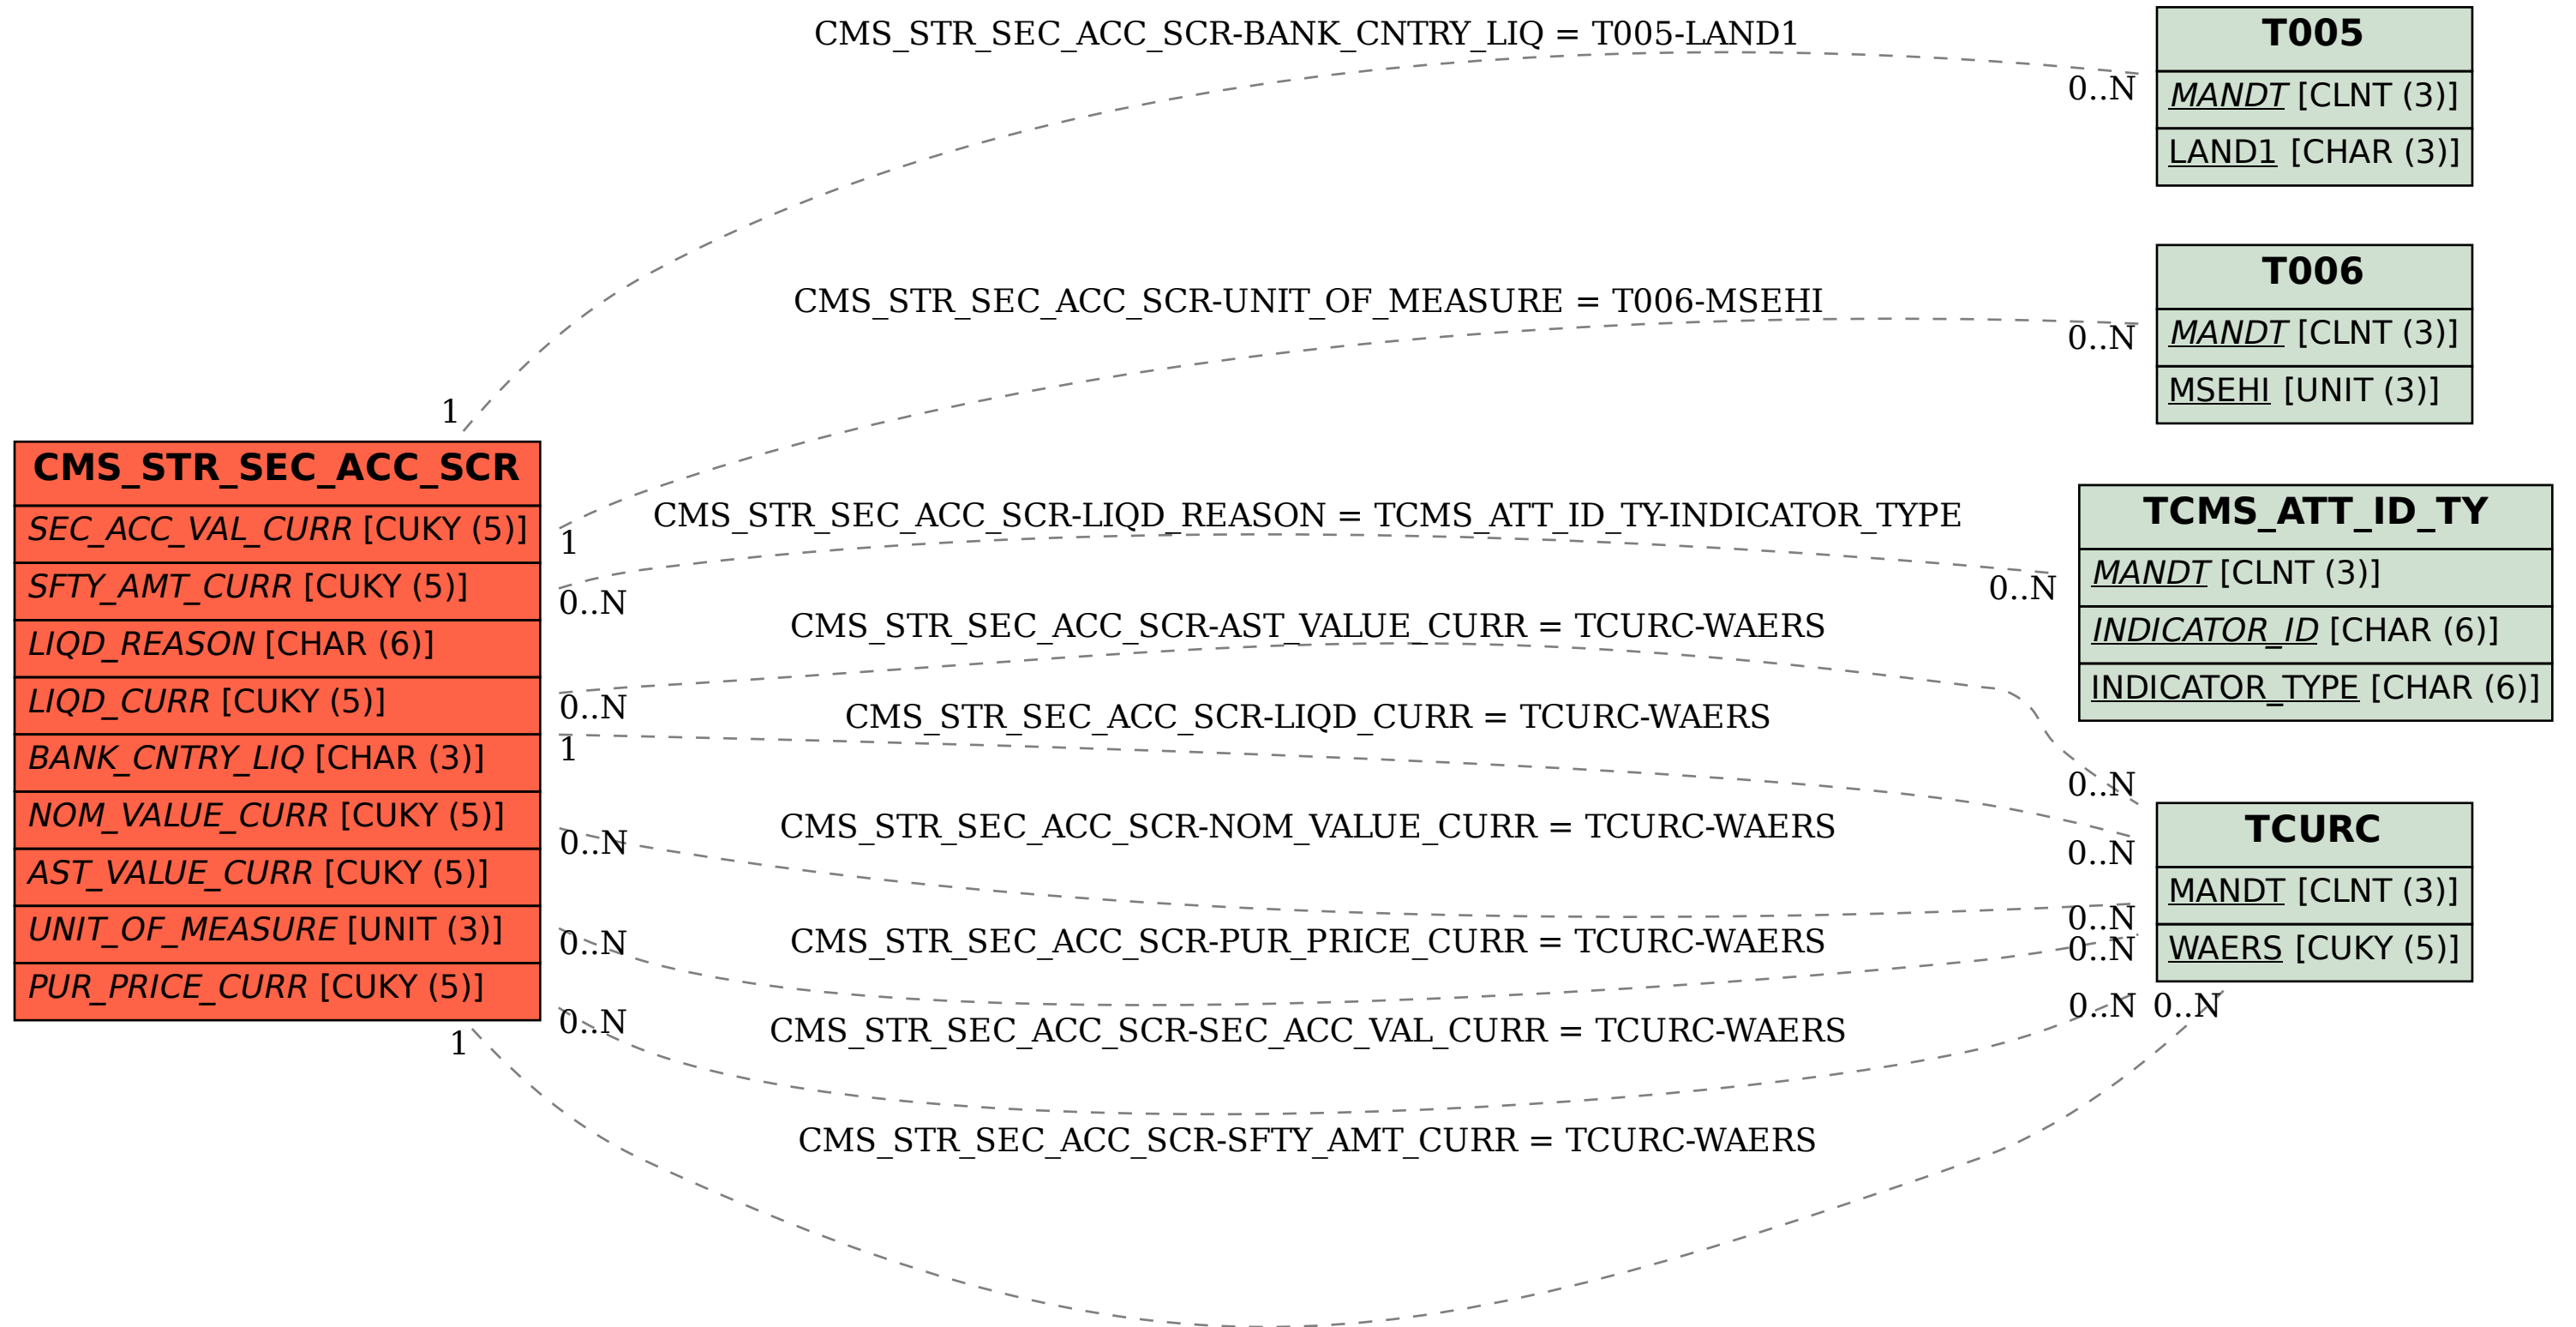 CMS_STR_SEC_ACC_SCR-BANK_CNTRY_LIQ = T005-LAND1
0..N
1
T005
MANDT [CLNT (3)]
LAND1 [CHAR (3)]
CMS_STR_SEC_ACC_SCR-UNIT_OF_MEASURE = T006-MSEHI
0..N
1
T006
MANDT [CLNT (3)]
MSEHI [UNIT (3)]
CMS_STR_SEC_ACC_SCR
SEC_ACC_VAL_CURR [CUKY (5)]
SFTY_AMT_CURR [CUKY (5)]
LIQD_REASON [CHAR (6)]
LIQD_CURR [CUKY (5)]
BANK_CNTRY_LIQ [CHAR (3)]
NOM_VALUE_CURR [CUKY (5)]
AST_VALUE_CURR [CUKY (5)]
UNIT_OF_MEASURE [UNIT (3)]
PUR_PRICE_CURR [CUKY (5)]
CMS_STR_SEC_ACC_SCR-LIQD_REASON = TCMS_ATT_ID_TY-INDICATOR_TYPE
0..N
0..N
TCMS_ATT_ID_TY
MANDT [CLNT (3)]
INDICATOR_ID [CHAR (6)]
INDICATOR_TYPE [CHAR (6)]
CMS_STR_SEC_ACC_SCR-AST_VALUE_CURR = TCURC-WAERS
0..N
0..N
CMS_STR_SEC_ACC_SCR-LIQD_CURR = TCURC-WAERS
1
0..N
CMS_STR_SEC_ACC_SCR-NOM_VALUE_CURR = TCURC-WAERS
0..N
0..N
CMS_STR_SEC_ACC_SCR-PUR_PRICE_CURR = TCURC-WAERS
0..N
0..N
CMS_STR_SEC_ACC_SCR-SEC_ACC_VAL_CURR = TCURC-WAERS
0..N
0..N
CMS_STR_SEC_ACC_SCR-SFTY_AMT_CURR = TCURC-WAERS
1
0..N
TCURC
MANDT [CLNT (3)]
WAERS [CUKY (5)]